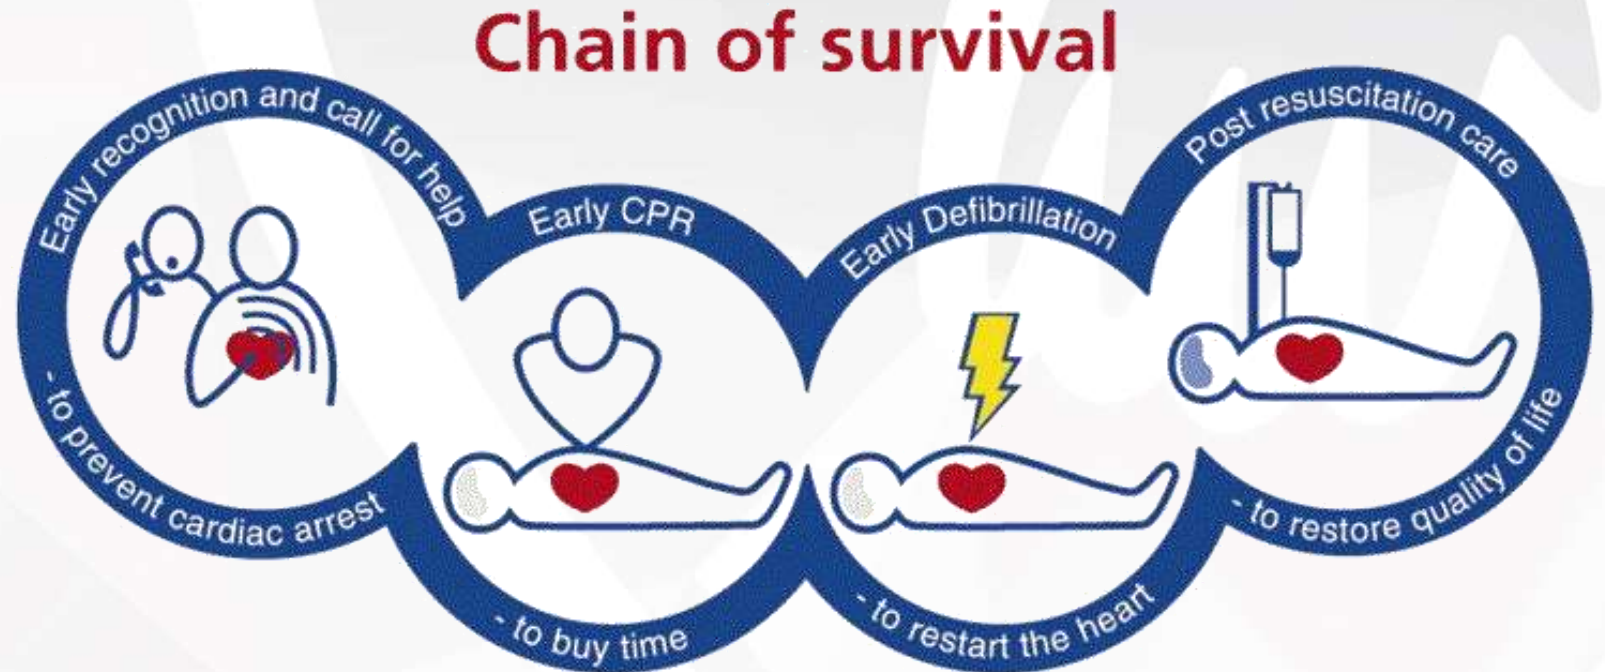 Chain of survival
Early recognition and call for help
- to prevent cardiac arrest
Early CPR
- to buy time
Early Defibrillation
- to restart the heart
Post resuscitation care
- to restore quality of life